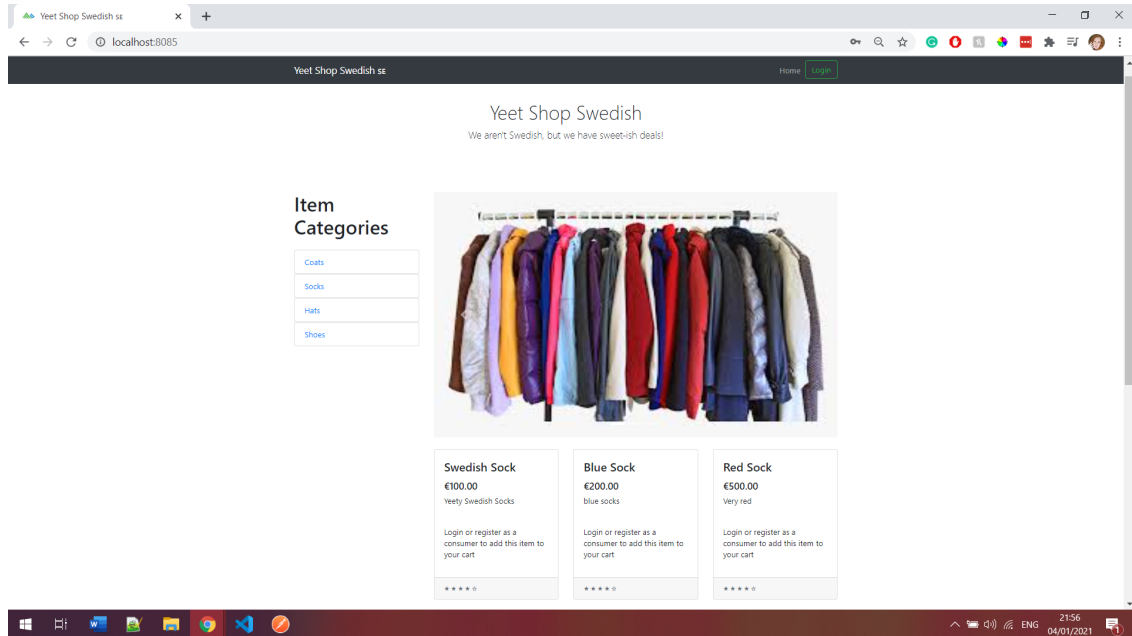 Yeet Shop Swedish SE
localhost:8085
Yeet Shop Swedish SE
Home
Login
Yeet Shop Swedish
We aren't Swedish, but we have sweet-ish deals!
Item
Categories
Coats
Socks
Hats
Shoes
Swedish Sock
€100.00
Yeety Swedish Socks
Login or register as a
consumer to add this item to
your cart
★ ★ ★ ★ ☆
Blue Sock
€200.00
blue socks
Login or register as a
consumer to add this item to
your cart
★ ★ ★ ★ ☆
Red Sock
€500.00
Very red
Login or register as a
consumer to add this item to
your cart
★ ★ ★ ★ ☆
ENG
21:56
04/01/2021
1